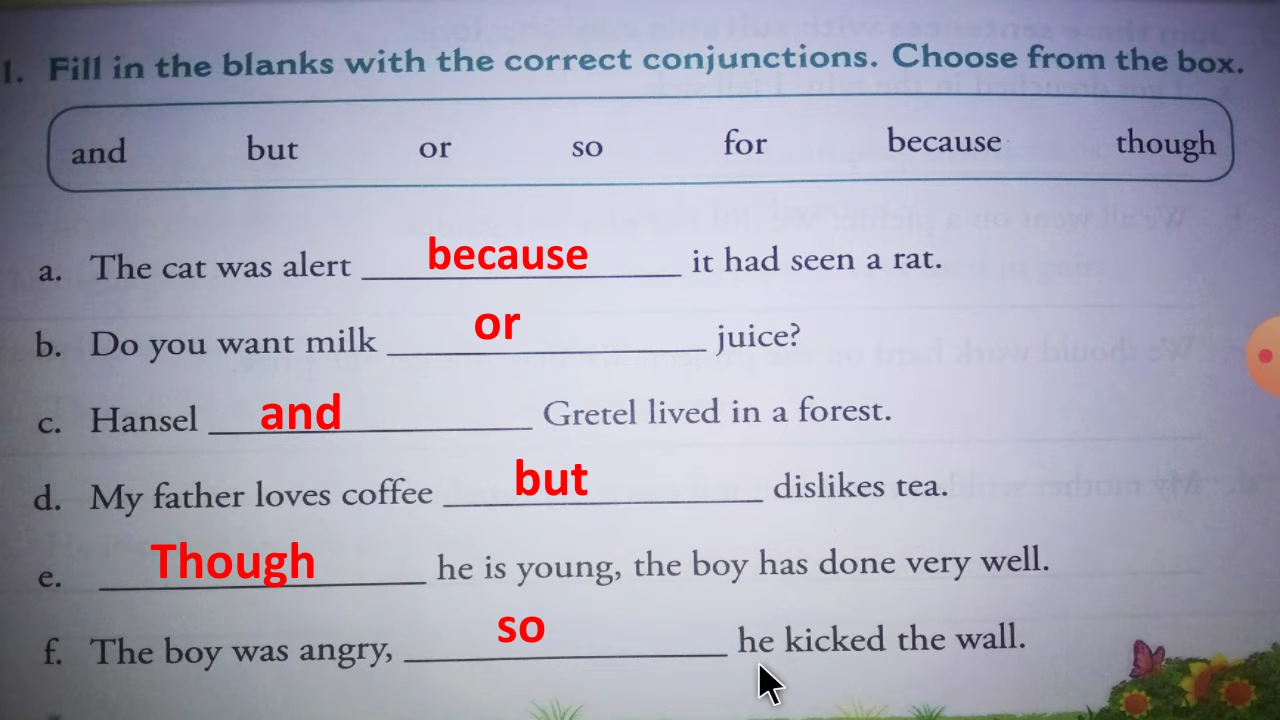 1. Fill in the blanks with the correct conjunctions. Choose from the box.
and but or so for because though
a. The cat was alert because it had seen a rat.
b. Do you want milk or juice?
c. Hansel and Gretel lived in a forest.
d. My father loves coffee but dislikes tea.
e. Though he is young, the boy has done very well.
f. The boy was angry, so he kicked the wall.